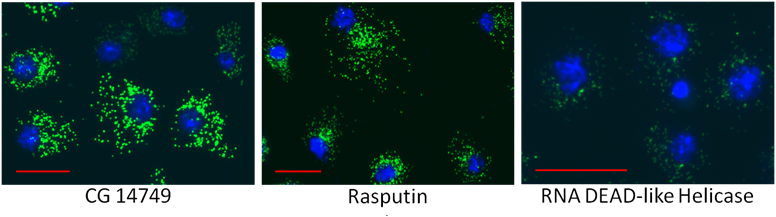 CG 14749
Rasputin
RNA DEAD-like Helicase